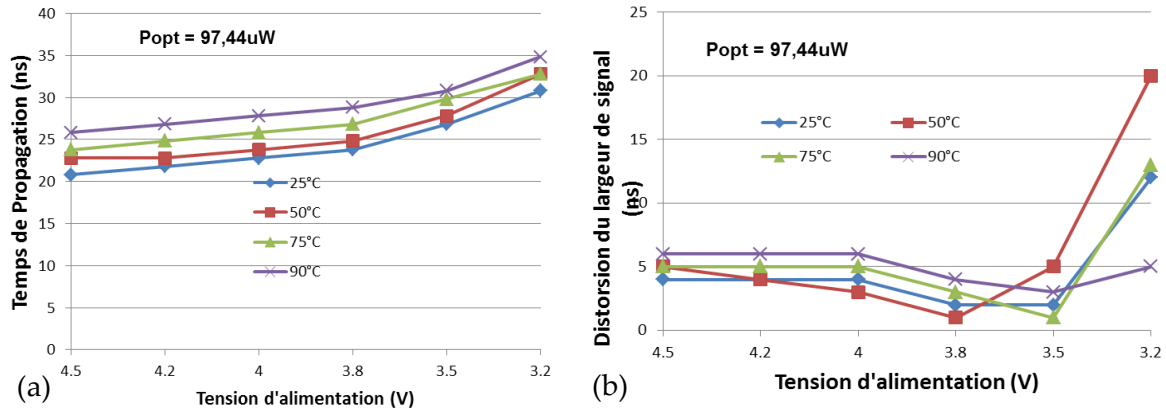 Popt = 97,44uW
Temps de Propagation (ns)
40
35
30
25
20
15
10
5
0
25°C
50°C
75°C
90°C
4.5 4.2 4 3.8 3.5 3.2
Tension d'alimentation (V)
(a)
Popt = 97,44uW
Distorsion du largeur de signal
(ns)
25
20
15
10
5
0
25°C 50°C
75°C 90°C
4.5 4.2 4 3.8 3.5 3.2
Tension d'alimentation (V)
(b)